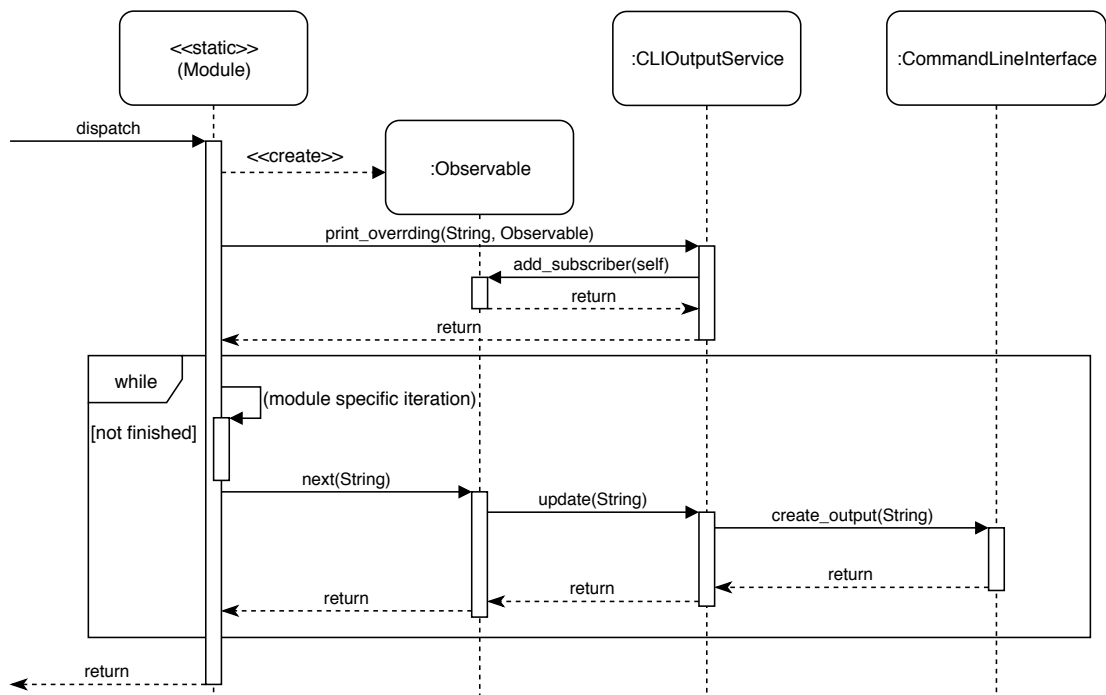 <<static>>
(Module)
:CLIOutputService
:CommandLineInterface
dispatch
<<create>>
:Observable
print_overrding(String, Observable)
add_subscriber(self)
return
return
while
(module specific iteration)
[not finished]
next(String)
update(String)
create_output(String)
return
return
return
return